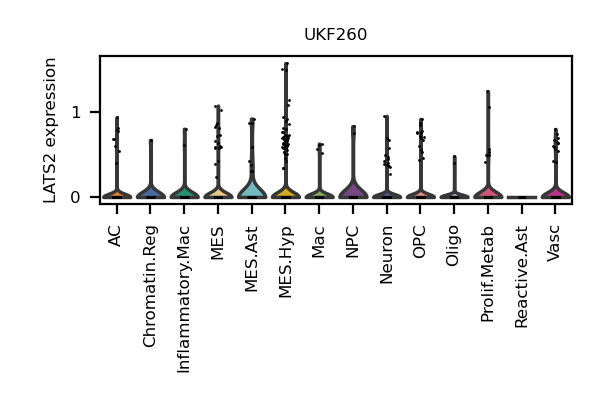 UKF260
LATS2 expression
1
0
AC
Chromatin.Reg
Inflammatory.Mac
MES
MES.Ast
MES.Hyp
Mac
NPC
Neuron
OPC
Oligo
Prolif.Metab
Reactive.Ast
Vasc